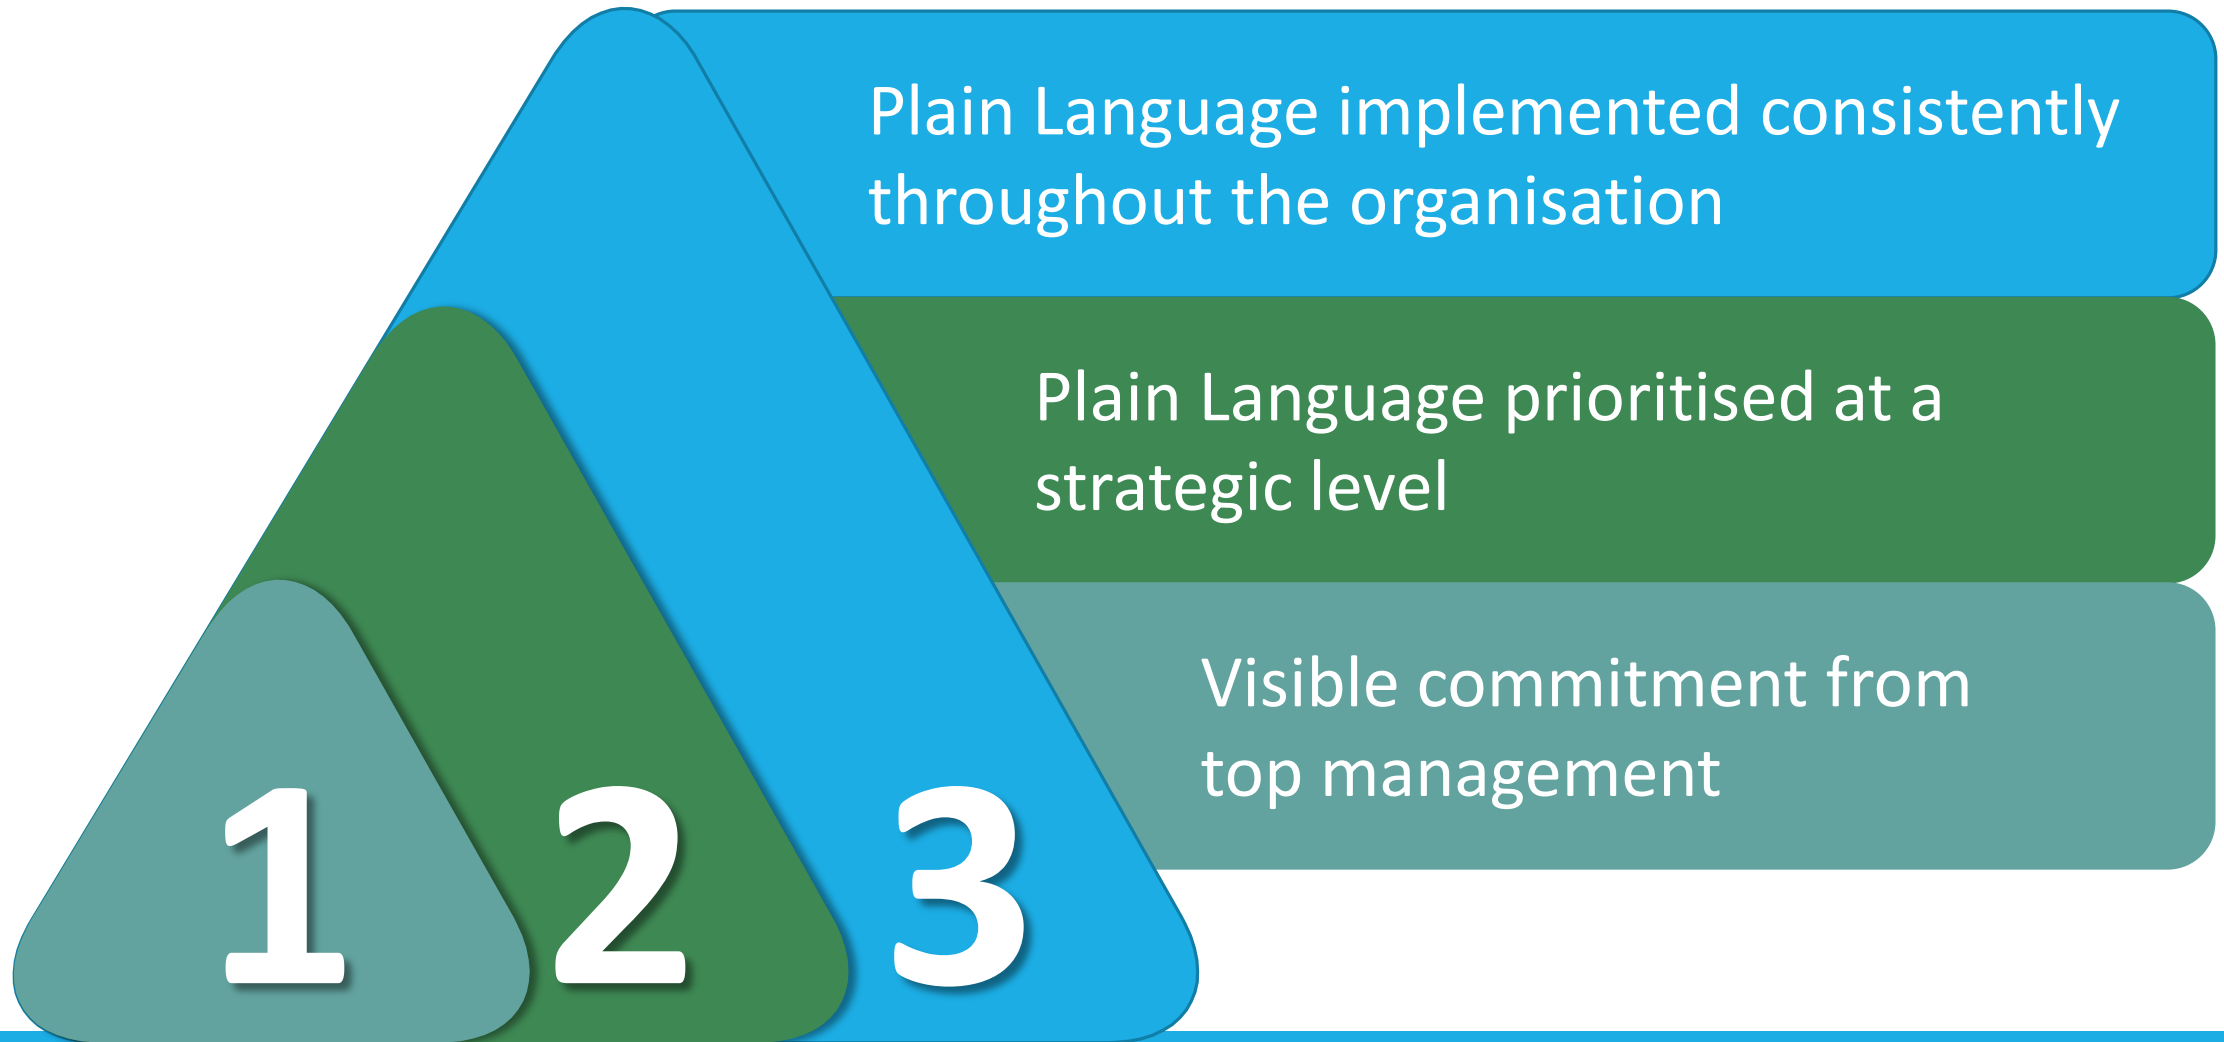 Plain Language implemented consistently
throughout the organisation
Plain Language prioritised at a
strategic level
Visible commitment from
top management
1 2 3